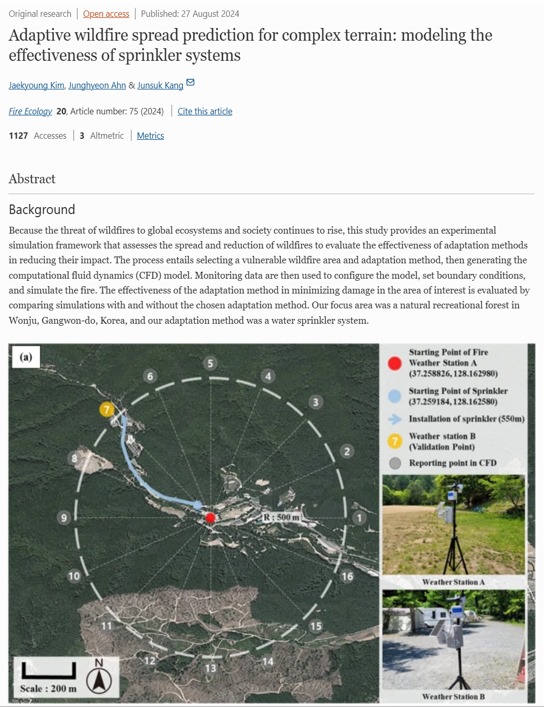 Original research | Open access | Published: 27 August 2024
Adaptive wildfire spread prediction for complex terrain: modeling the
effectiveness of sprinkler systems
Jaekyoung Kim, Junghyeon Ahn & Junsuk Kang
Fire Ecology 20, Article number: 75 (2024) | Cite this article
1127 Accesses | 3 Altmetric | Metrics
Abstract
Background
Because the threat of wildfires to global ecosystems and society continues to rise, this study provides an experimental
simulation framework that assesses the spread and reduction of wildfires to evaluate the effectiveness of adaptation methods
in reducing their impact. The process entails selecting a vulnerable wildfire area and adaptation method, then generating the
computational fluid dynamics (CFD) model. Monitoring data are then used to configure the model, set boundary conditions,
and simulate the fire. The effectiveness of the adaptation method in minimizing damage in the area of interest is evaluated by
comparing simulations with and without the chosen adaptation method. Our focus area was a natural recreational forest in
Wonju, Gangwon-do, Korea, and our adaptation method was a water sprinkler system.
(a)
5
6
4
7
3
8
2
9
R : 500 m
1
10
16
11
15
12
13
14
N
Scale : 200 m
Starting Point of Fire
Weather Station A
(37.258826, 128.162980)
Starting Point of Sprinkler
(37.259184, 128.162580)
Installation of sprinkler (550m)
7
Weather station B
(Validation Point)
Reporting point in CFD
Weather Station A
Weather Station B